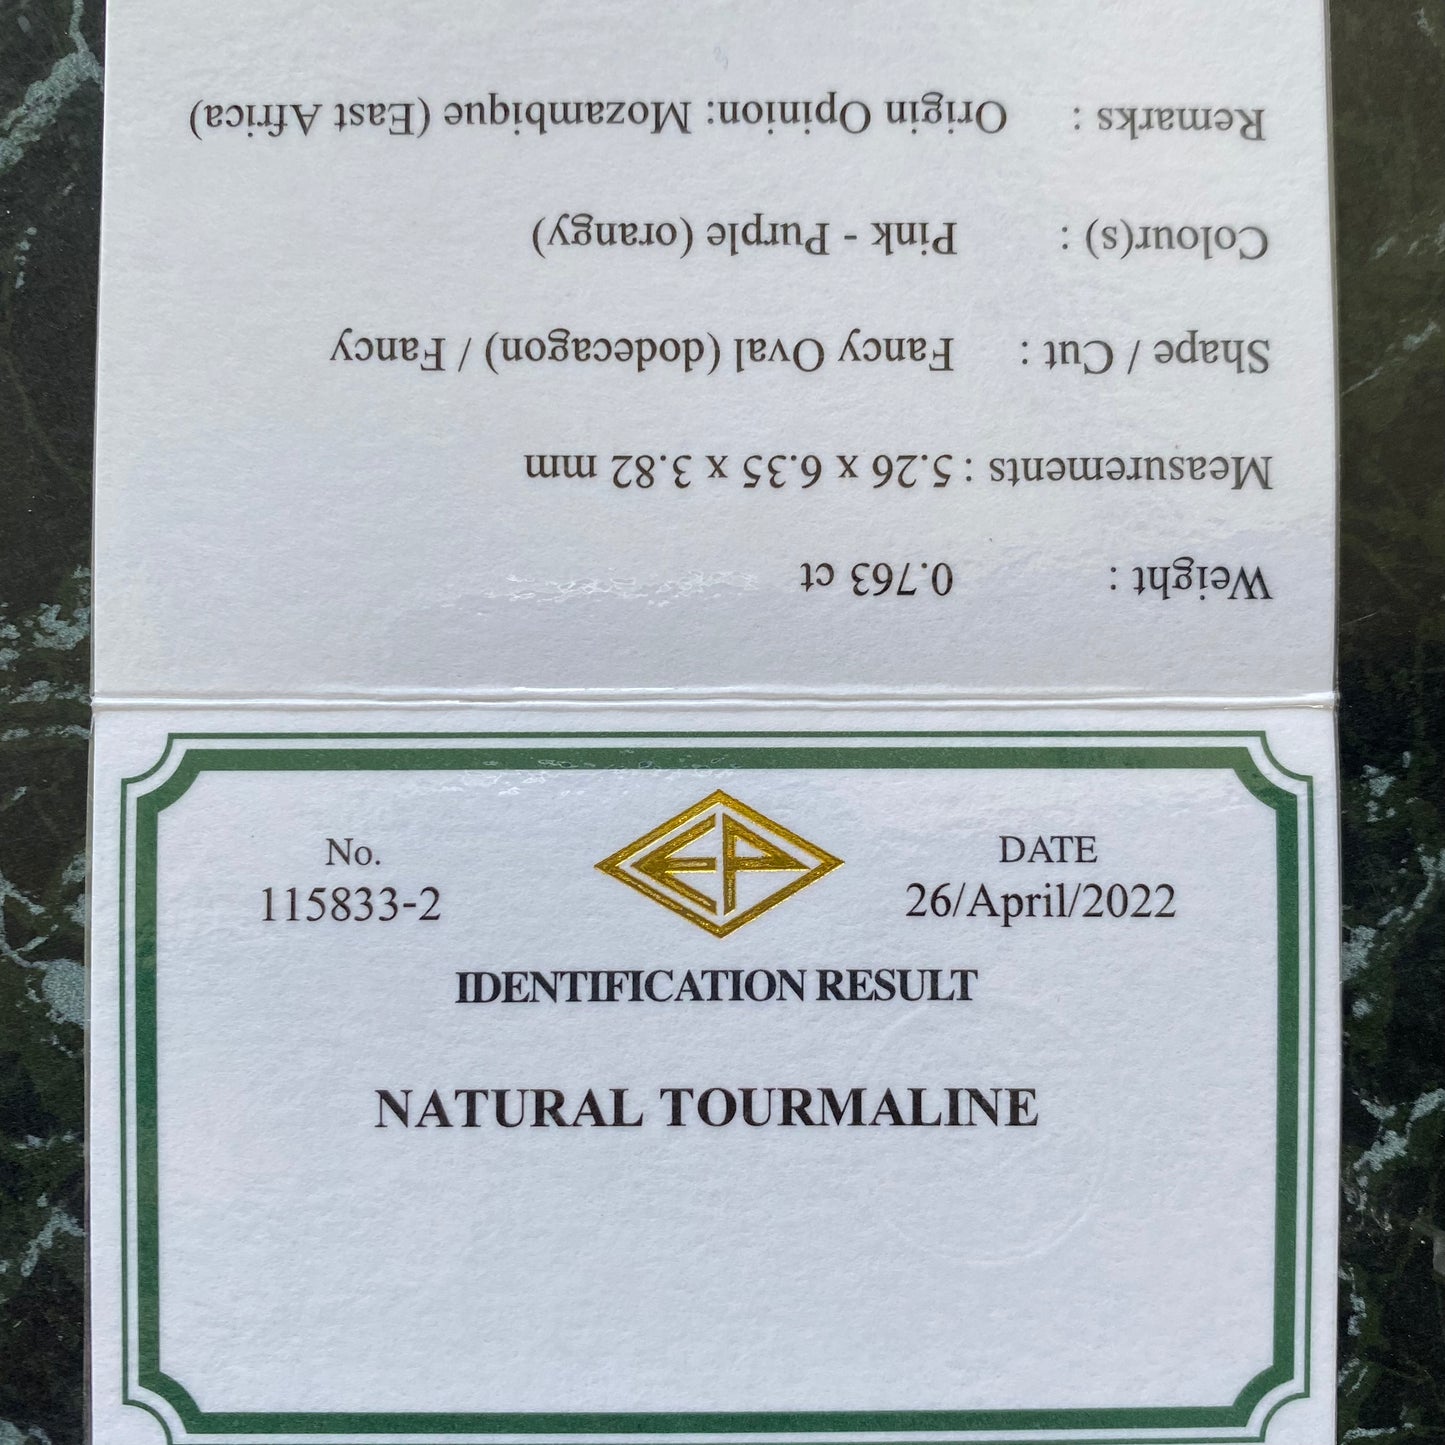 No.
115833-2
EP
DATE
26/April/2022
IDENTIFICATION RESULT
NATURAL TOURMALINE
Weight : 0.763 ct
Measurements : 5.26 x 6.35 x 3.82 mm
Shape / Cut : Fancy Oval (dodecagon) / Fancy
Colour(s) : Pink - Purple (orangy)
Remarks : Origin Opinion: Mozambique (East Africa)